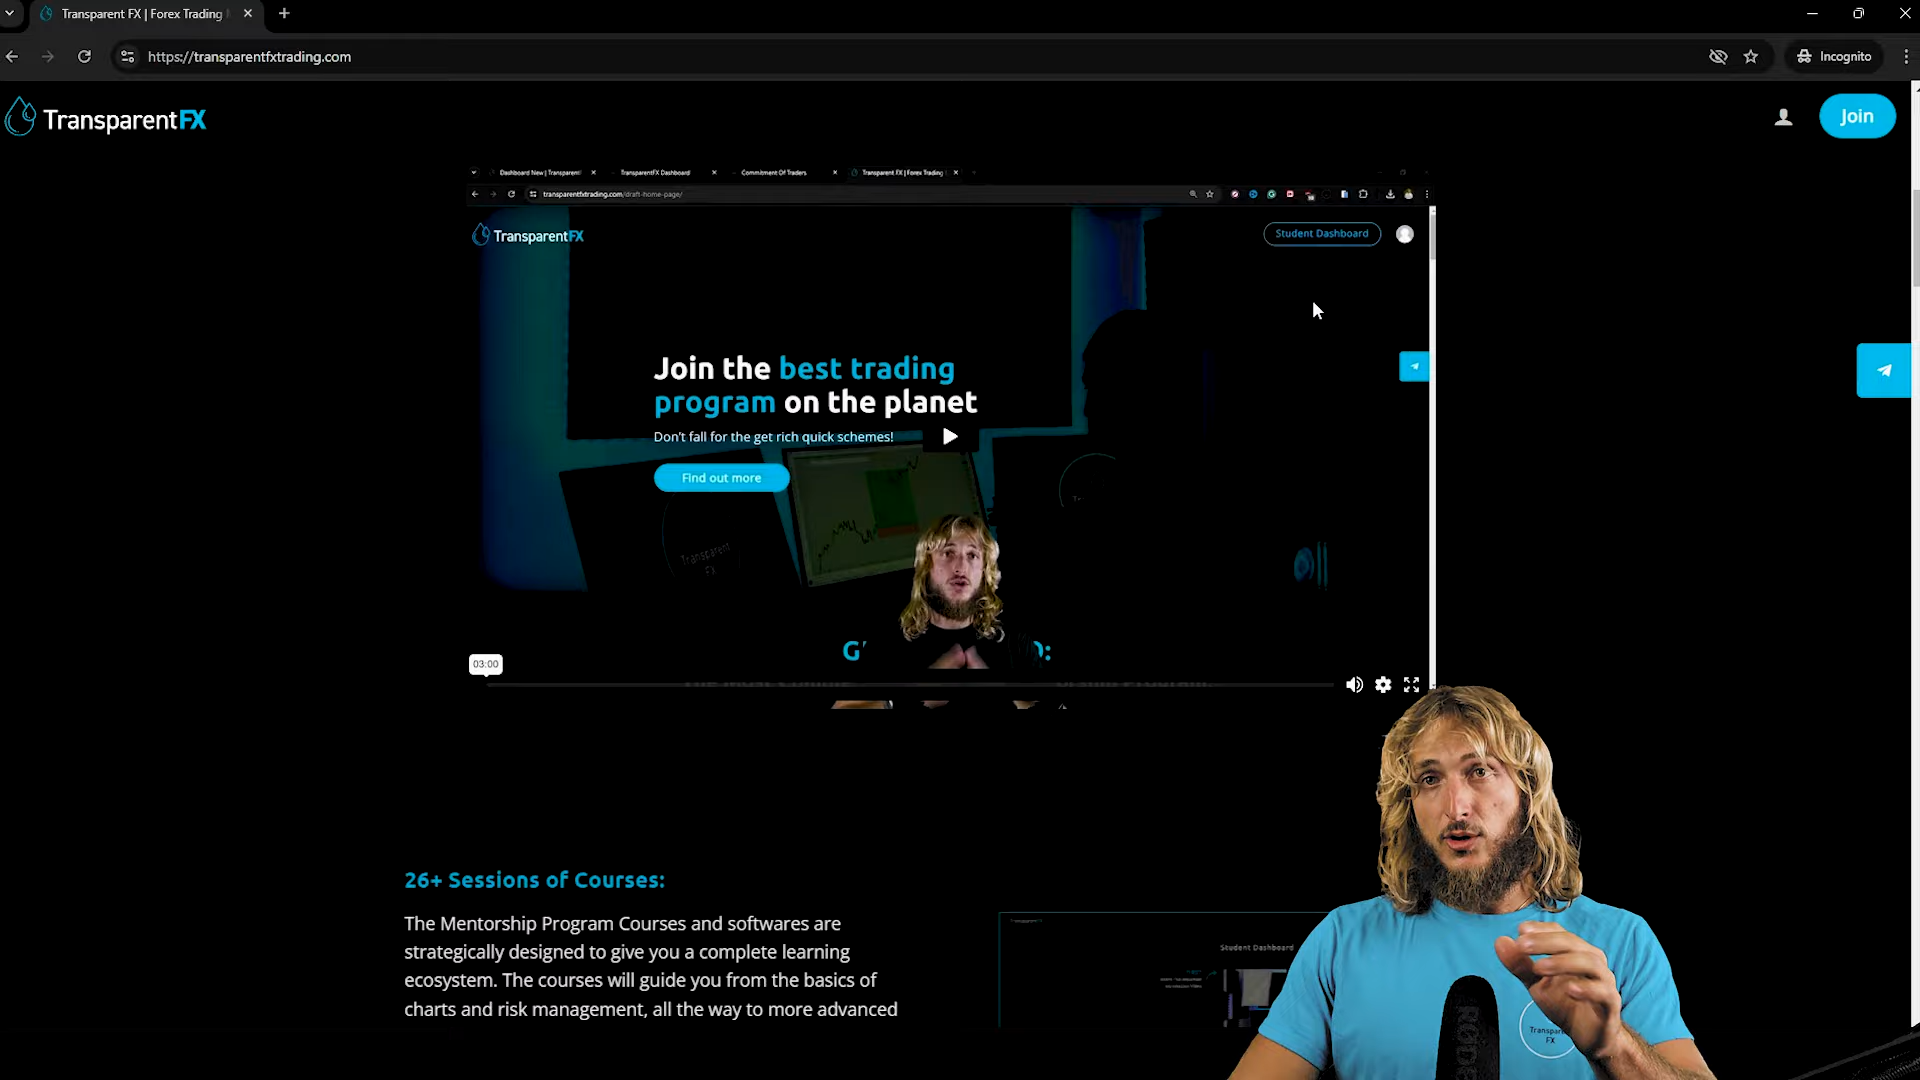 Transparent FX | Forex Trading
https://transparentfxtrading.com
Incognito
TransparentFX
Join
Dashboard New | Transparent
TransparentFX Dashboard
Commitment Of Traders
Transparent FX | Forex Trading
transparentfxtrading.com/draft-home-page/
TransparentFX
Student Dashboard
Join the best trading
program on the planet
Don't fall for the get rich quick schemes!
Find out more
Transparent
FX
03:00
26+ Sessions of Courses:
The Mentorship Program Courses and softwares are
strategically designed to give you a complete learning
ecosystem. The courses will guide you from the basics of
charts and risk management, all the way to more advanced
Student Dashboard
Transpare
FX